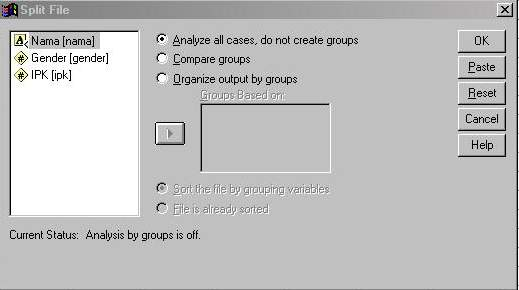 Split File
Nama [nama]
Gender [gender]
IPK [ipk]
Analyze all cases, do not create groups
Compare groups
Organize output by groups
Groups Based on:
Sort the file by grouping variables
File is already sorted
Current Status: Analysis by groups is off.
OK
Paste
Reset
Cancel
Help